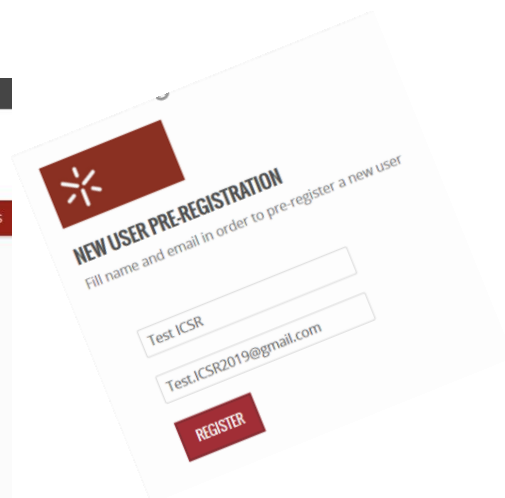 NEW USER PRE-REGISTRATION
Fill name and email in order to pre-register a new user
Test ICSR
Test.ICSR2019@gmail.com
REGISTER